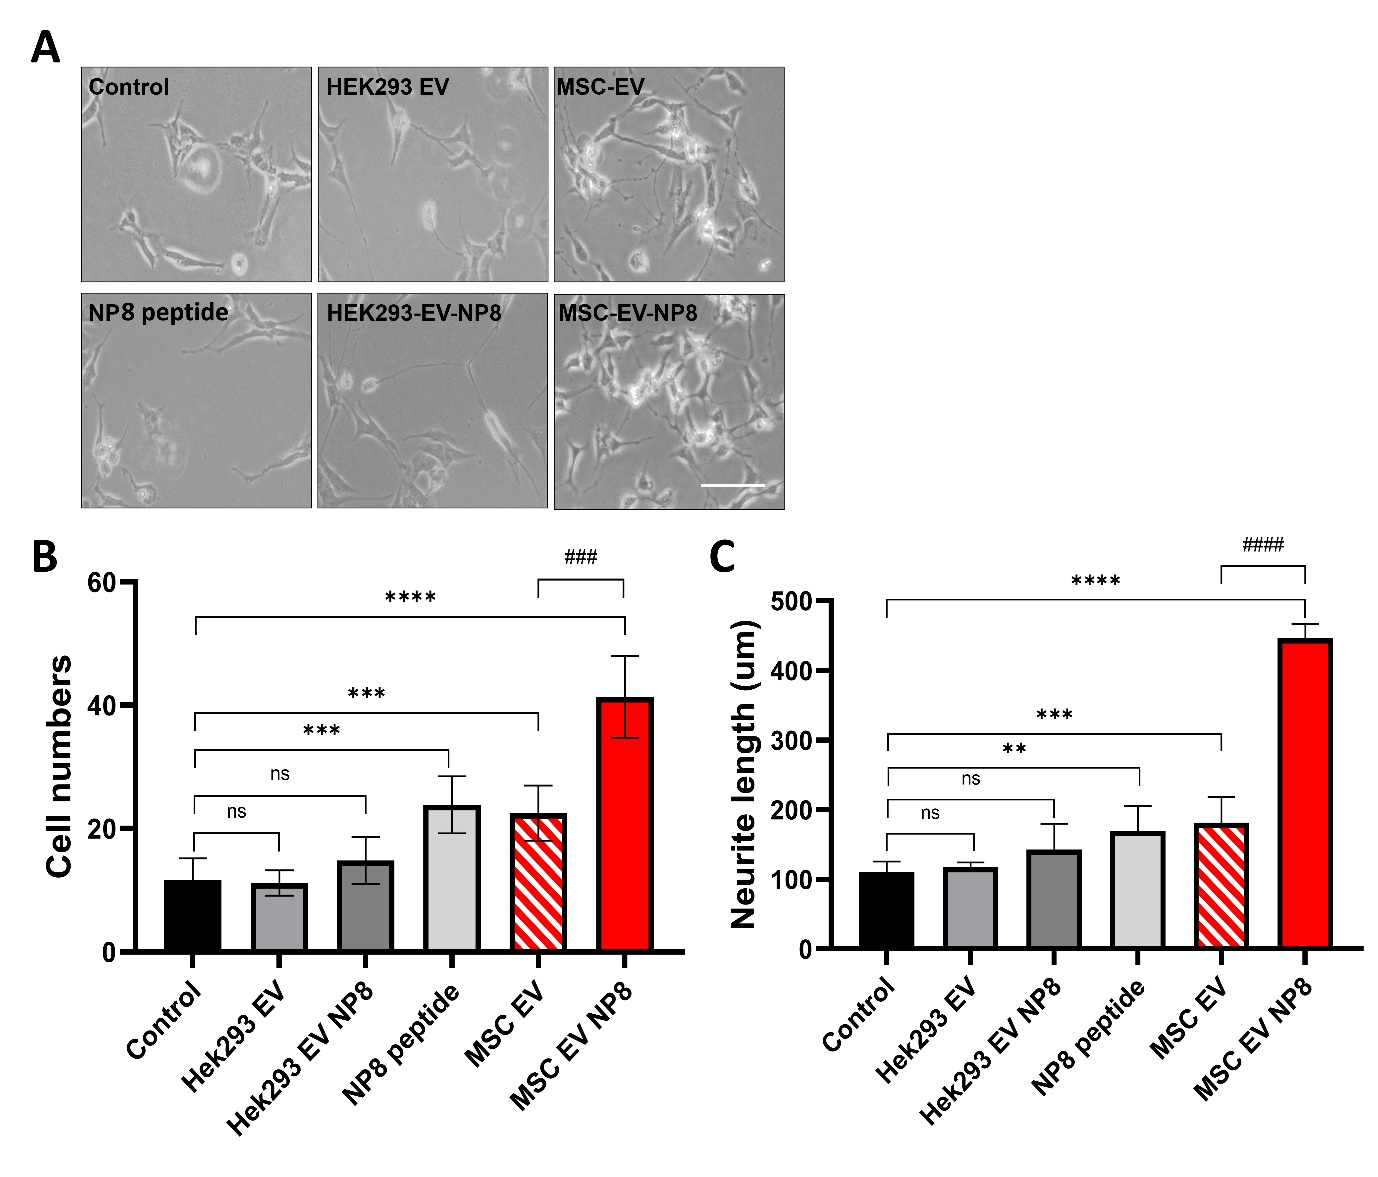 A
Control
HEK293 EV
MSC-EV
NP8 peptide
HEK293-EV-NP8
MSC-EV-NP8
B
Cell numbers
60
40
20
0
###
****
***
***
ns
ns
Control
Hek293 EV
Hek293 EV NP8
NP8 peptide
MSC EV
MSC EV NP8
C
Neurite length (um)
500
400
300
200
100
0
####
****
***
**
ns
ns
Control
Hek293 EV
Hek293 EV NP8
NP8 peptide
MSC EV
MSC EV NP8